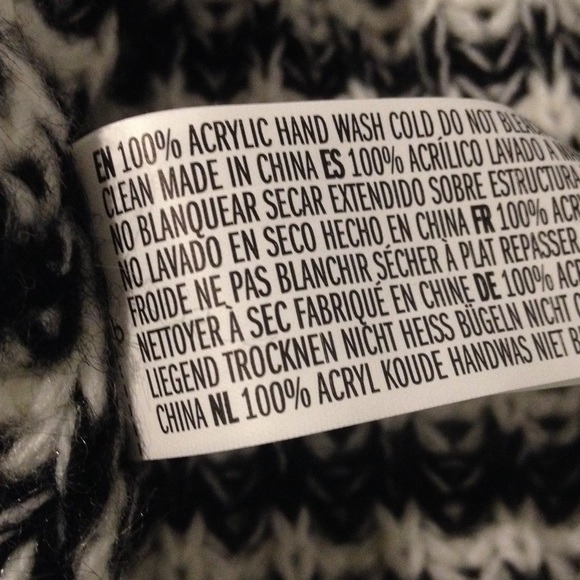 EN 100% ACRYLIC HAND WASH COLD DO NOT
CLEAN MADE IN CHINA ES 100% ACRÍLICO LAVADO A
NO BLANQUEAR SECAR EXTENDIDO SOBRE ESTRUCTURA
NO LAVADO EN SECO HECHO EN CHINA FR 100%
FROIDE NE PAS BLANCHIR SÉCHER À PLAT REPASSER
NETTOYER À SEC FABRIQUÉ EN CHINE DE 100%
LIEGEND TROCKNEN NICHT HEISS BÜGELN NICHT
CHINA NL 100% ACRYL KOUDE HANDWAS NIET